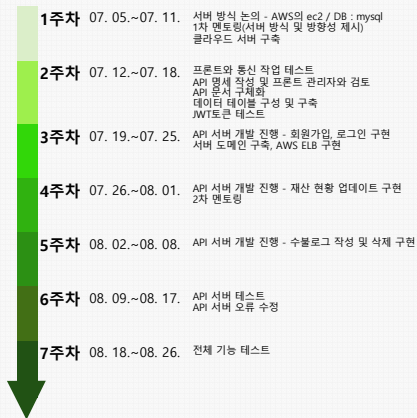 1주차 07. 05.~07. 11. 서버 방식 논의 - AWS의 ec2 / DB : mysql
1차 멘토링(서버 방식 및 방향성 제시)
클라우드 서버 구축
2주차 07. 12.~07. 18. 프론트와 통신 작업 테스트
API 명세 작성 및 프론트 관리자와 검토
API 문서 구체화
데이터 테이블 구성 및 구축
JWT토큰 테스트
3주차 07. 19.~07. 25. API 서버 개발 진행 - 회원가입, 로그인 구현
서버 도메인 구축, AWS ELB 구현
4주차 07. 26.~08. 01. API 서버 개발 진행 - 재산 현황 업데이트 구현
2차 멘토링
5주차 08. 02.~08. 08. API 서버 개발 진행 - 수불로그 작성 및 삭제 구현
6주차 08. 09.~08. 17. API 서버 테스트
API 서버 오류 수정
7주차 08. 18.~08. 26. 전체 기능 테스트